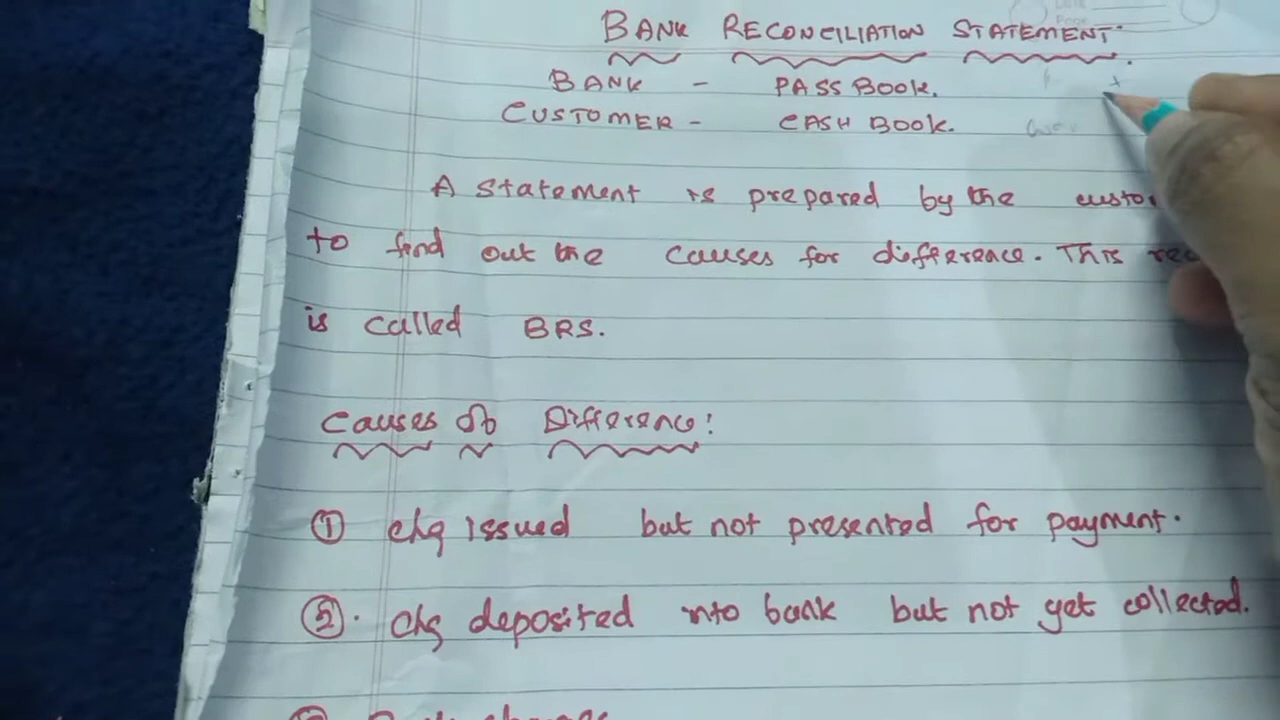 BANK RECONCILIATION STATEMENT.
BANK - PASS BOOK.
CUSTOMER - CASH BOOK.
A statement is prepared by the
to find out the causes for difference. This
is called BRS.
Causes of Difference:
① chq issued but not presented for payment.
②. chq deposited into bank but not yet collected.